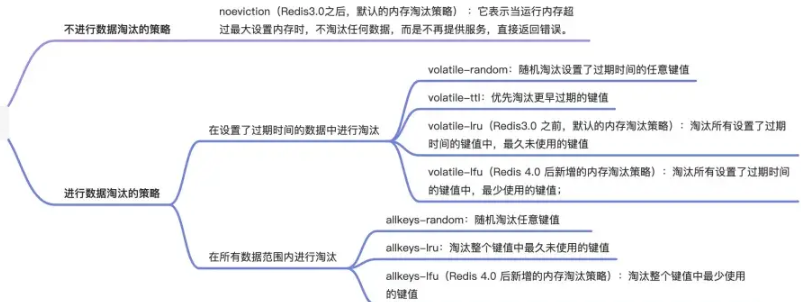 noeviction（Redis3.0之后，默认的内存淘汰策略）：它表示当运行内存超
过最大设置内存时，不淘汰任何数据，而是不再提供服务，直接返回错误。
不进行数据淘汰的策略
volatile-random：随机淘汰设置了过期时间的任意键值
volatile-ttl：优先淘汰更早过期的键值
在设置了过期时间的数据中进行淘汰
volatile-lru（Redis3.0 之前，默认的内存淘汰策略）：淘汰所有设置了过期
时间的键值中，最久未使用的键值
volatile-lfu（Redis 4.0 后新增的内存淘汰策略）：淘汰所有设置了过期时间
的键值中，最少使用的键值；
进行数据淘汰的策略
allkeys-random：随机淘汰任意键值
allkeys-lru：淘汰整个键值中最久未使用的键值
在所有数据范围内进行淘汰
allkeys-lfu（Redis 4.0 后新增的内存淘汰策略）：淘汰整个键值中最少使用
的键值